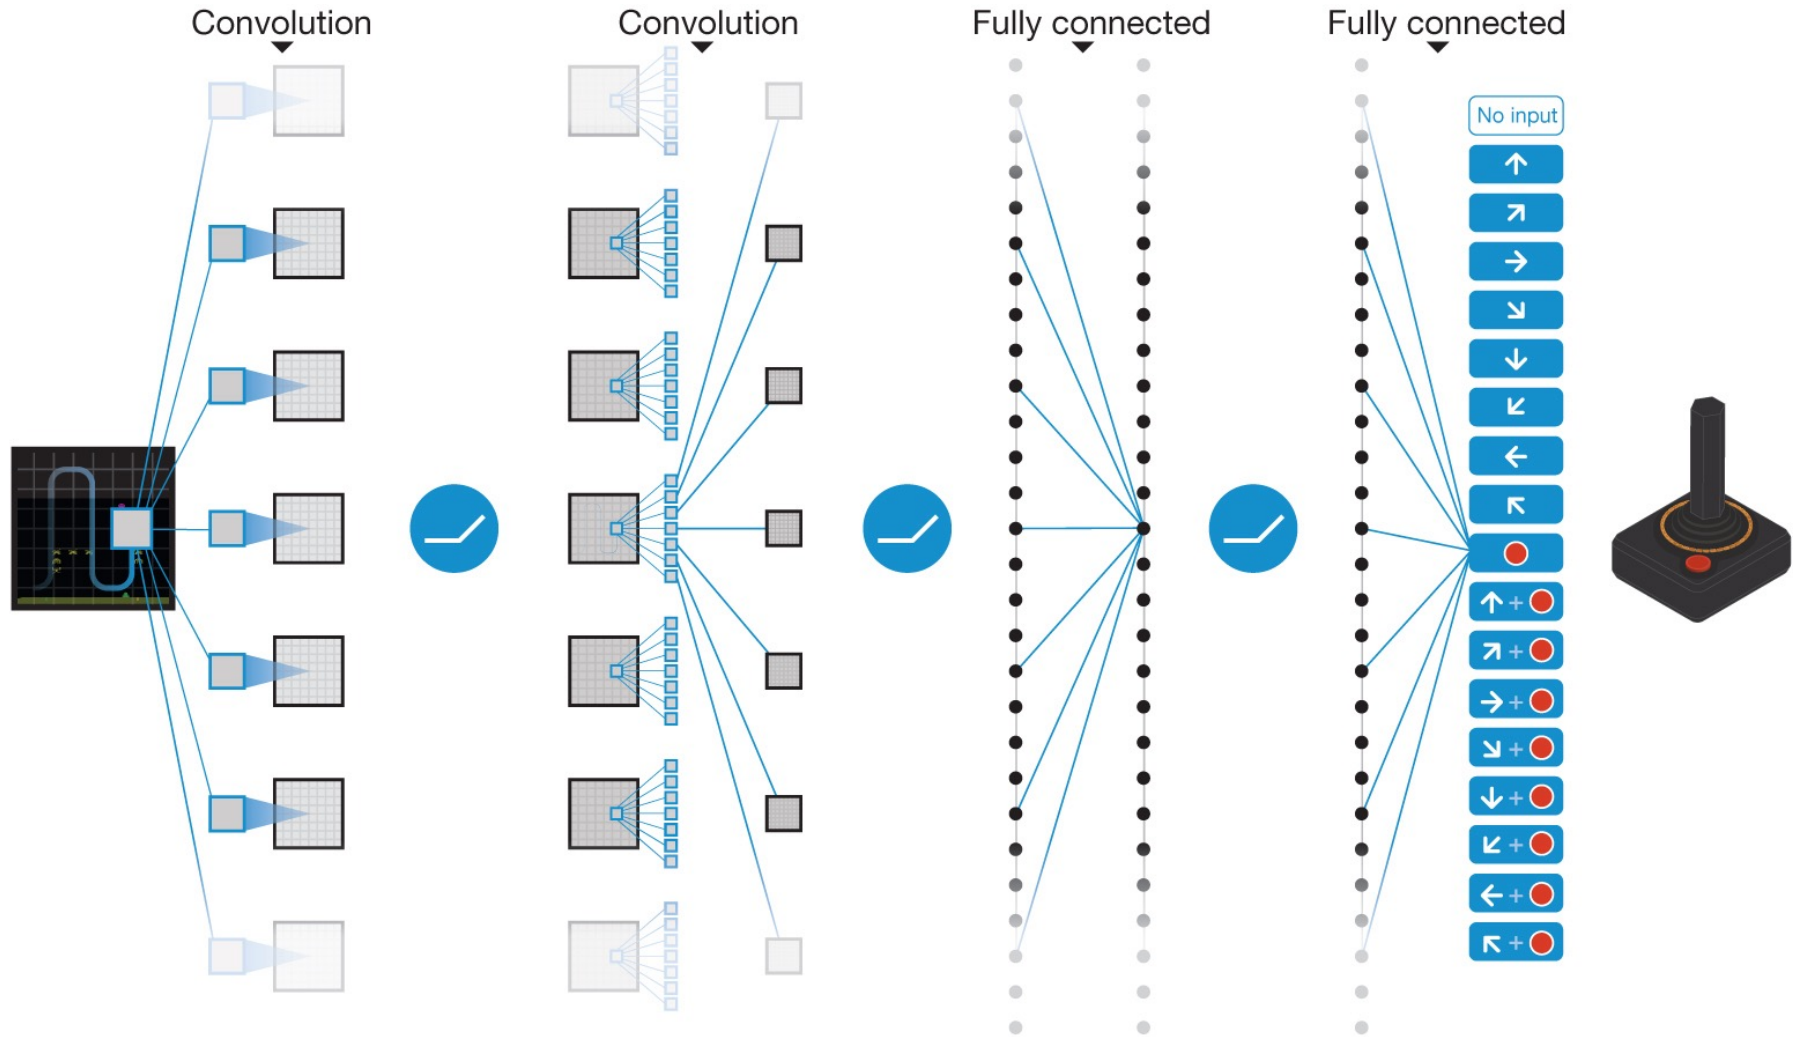 Convolution
Convolution
Fully connected
Fully connected
No input
+
+
+
+
+
+
+
+